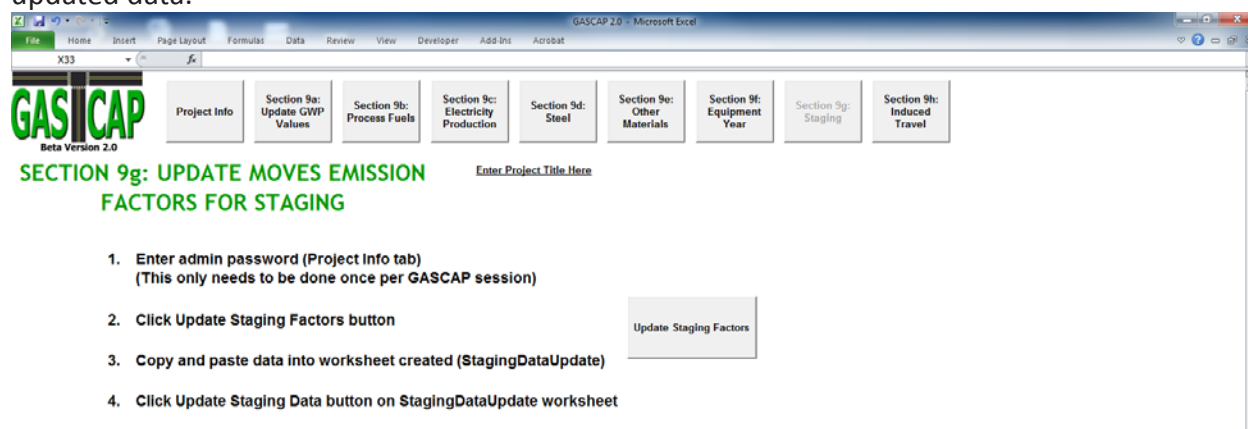 updated data.
GASCAP 2.0 - Microsoft Excel
File Home Insert Page Layout Formulas Data Review View Developer Add-Ins Acrobat
X33 fx
GASCAP
Beta Version 2.0
Project Info
Section 9a:
Update GWP
Values
Section 9b:
Process Fuels
Section 9c:
Electricity
Production
Section 9d:
Steel
Section 9e:
Other
Materials
Section 9f:
Equipment
Year
Section 9g:
Staging
Section 9h:
Induced
Travel
SECTION 9g: UPDATE MOVES EMISSION
FACTORS FOR STAGING
Enter Project Title Here
1. Enter admin password (Project Info tab)
(This only needs to be done once per GASCAP session)
2. Click Update Staging Factors button
Update Staging Factors
3. Copy and paste data into worksheet created (StagingDataUpdate)
4. Click Update Staging Data button on StagingDataUpdate worksheet